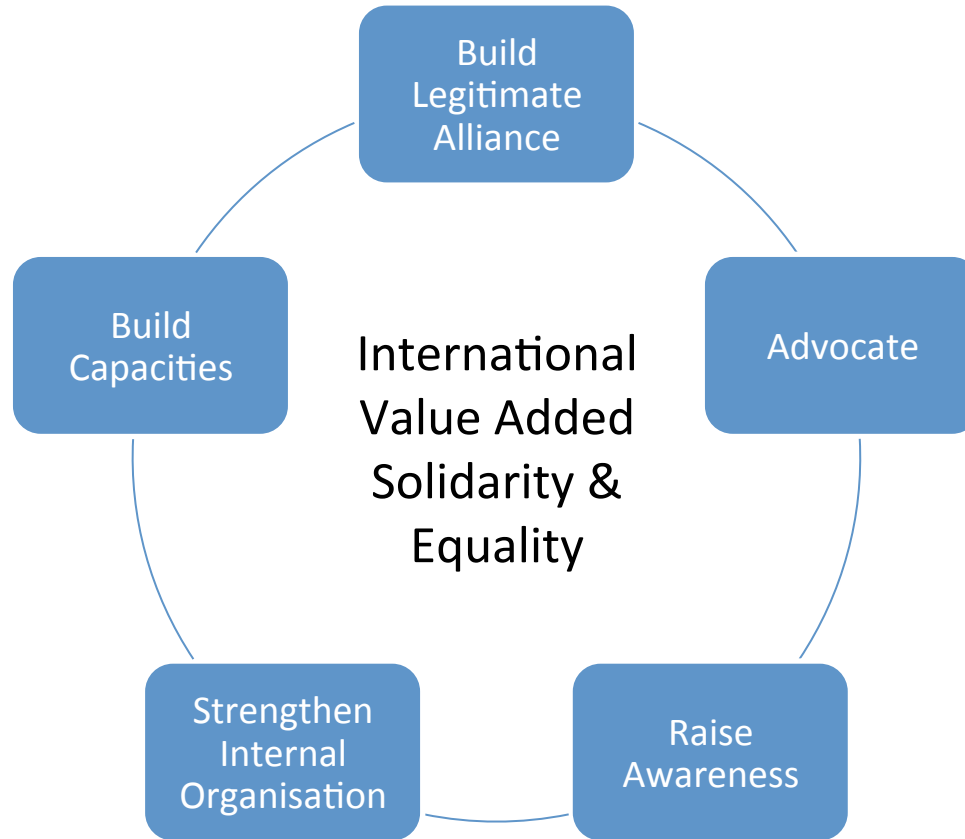 Build
Legitimate
Alliance
Advocate
Raise
Awareness
Strengthen
Internal
Organisation
Build
Capacities
International
Value Added
Solidarity &
Equality